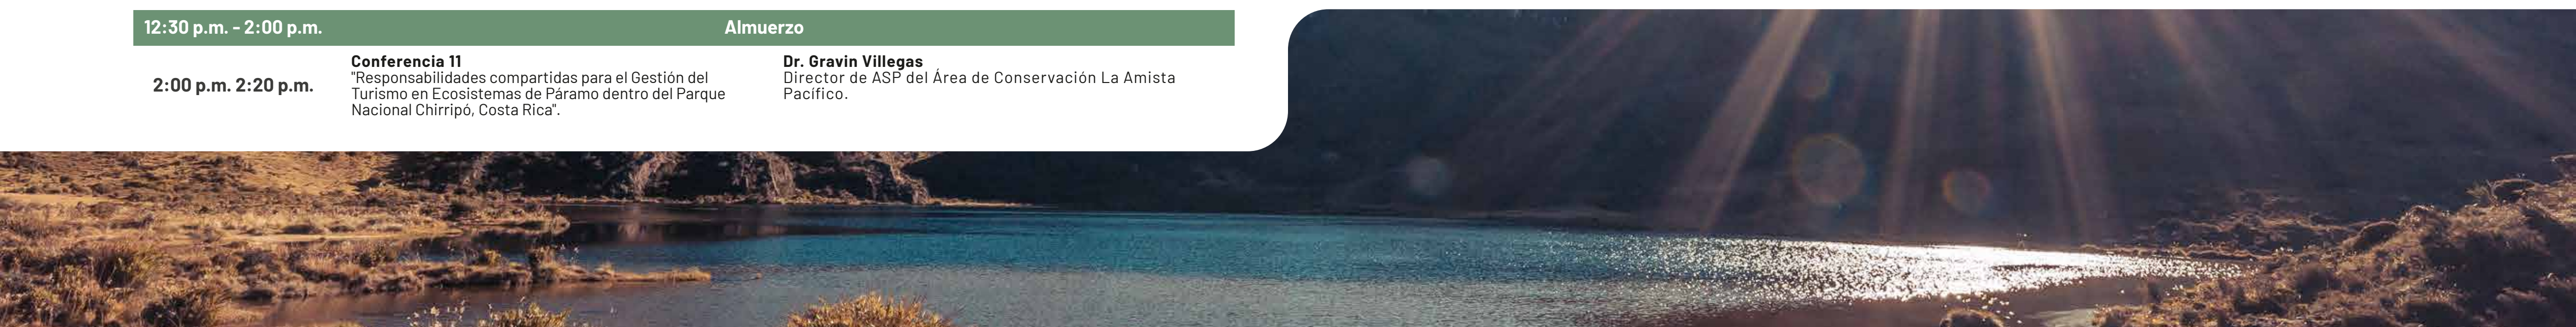 12:30 p.m. - 2:00 p.m. Almuerzo
Conferencia 11
"Responsabilidades compartidas para el Gestión del
Turismo en Ecosistemas de Páramo dentro del Parque
Nacional Chirripó, Costa Rica".
2:00 p.m. 2:20 p.m.
Dr. Gravin Villegas
Director de ASP del Área de Conservación La Amista
Pacífico.